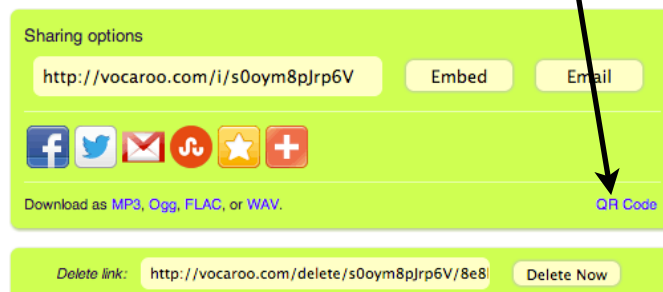 Sharing options
http://vocaroo.com/i/s0oym8pJrp6V Embed Email
Download as MP3, Ogg, FLAC, or WAV. QR Code
Delete link: http://vocaroo.com/delete/s0oym8pJrp6V/8e8 Delete Now